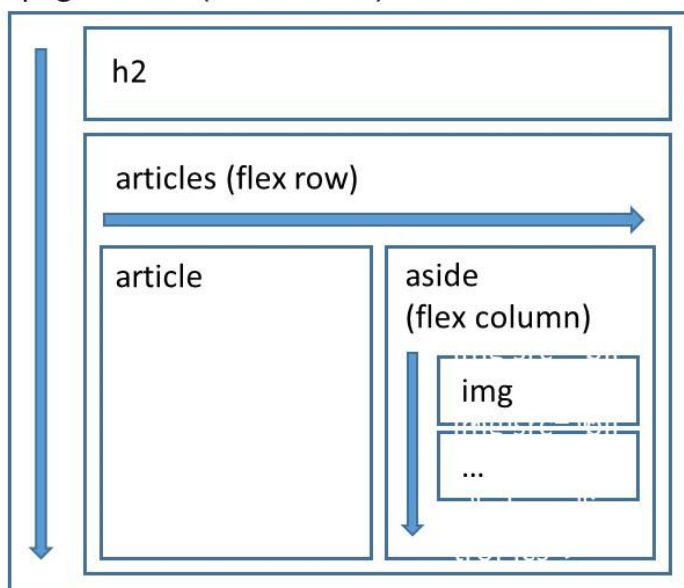 h2
articles (flex row)
article
aside
(flex column)
img
...